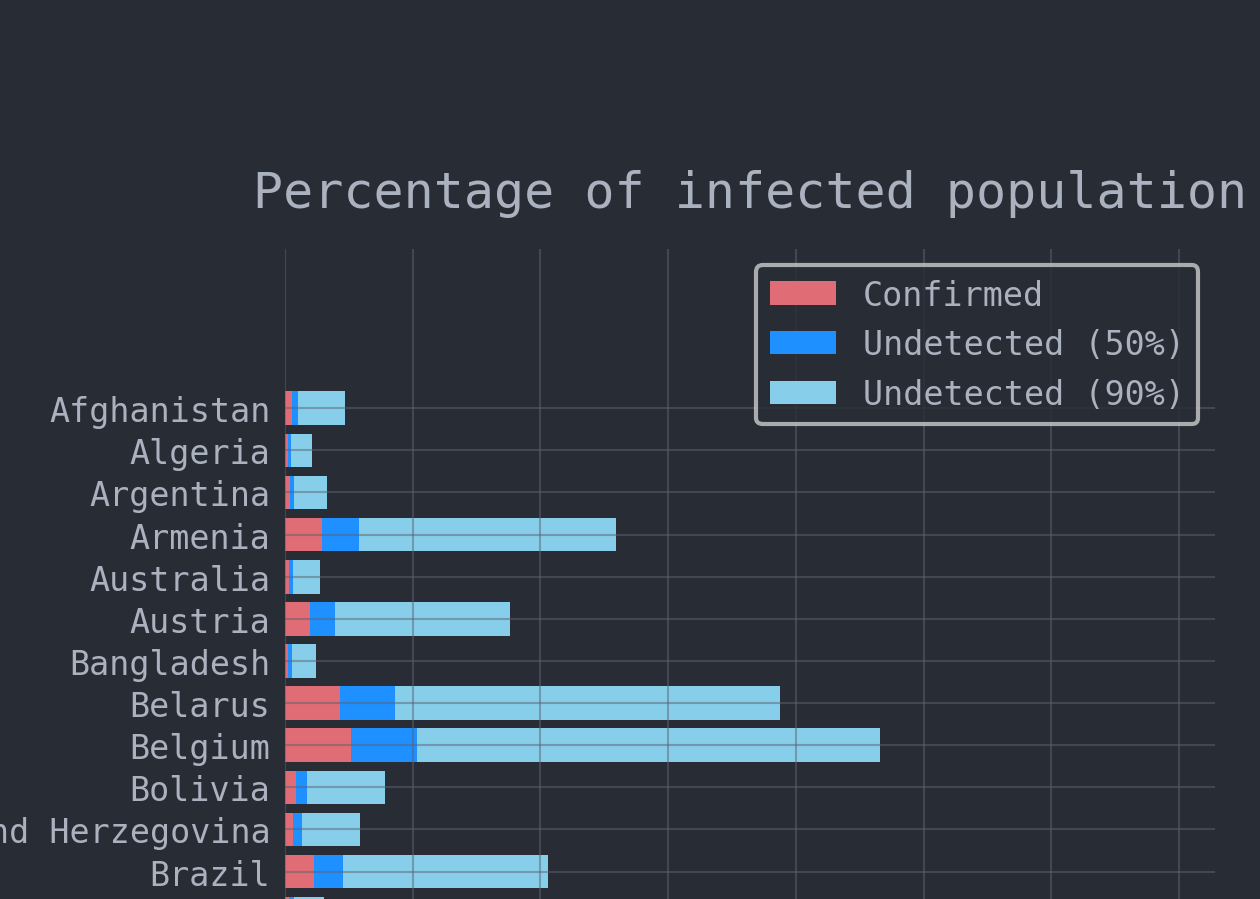 Percentage of infected population
Confirmed
Undetected (50%)
Undetected (90%)
Afghanistan
Algeria
Argentina
Armenia
Australia
Austria
Bangladesh
Belarus
Belgium
Bolivia
Herzegovina
Brazil